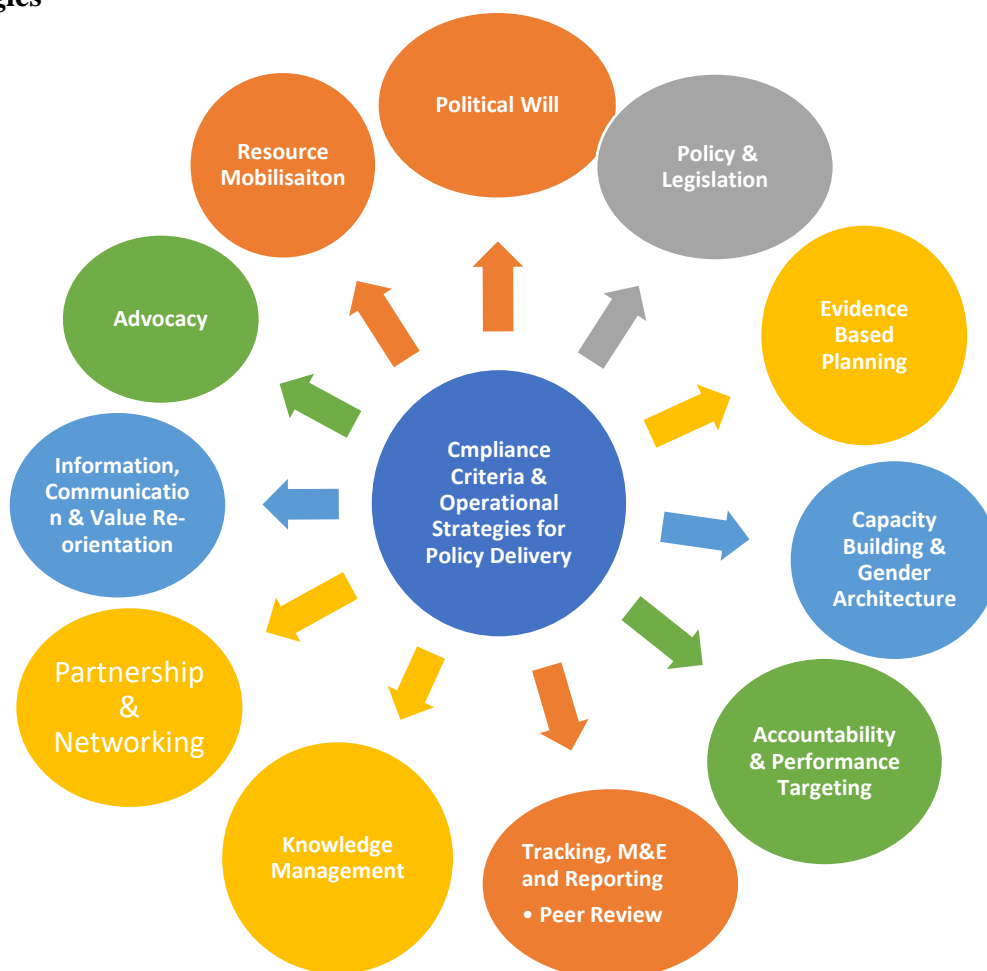 gies
Political Will
Policy &
Legislation
Evidence
Based
Planning
Capacity
Building &
Gender
Architecture
Accountability
& Performance
Targeting
Tracking, M&E
and Reporting
• Peer Review
Knowledge
Management
Partnership
&
Networking
Information,
Communicatio
n & Value Re-
orientation
Advocacy
Resource
Mobilisaiton
Cmpliance
Criteria &
Operational
Strategies for
Policy Delivery